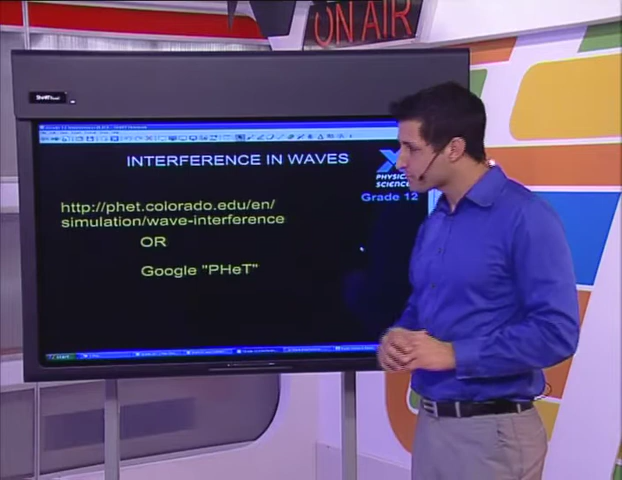 ON AIR
INTERFERENCE IN WAVES
PHYSICAL
SCIENCES
Grade 12
http://phet.colorado.edu/en/
simulation/wave-interference
OR
Google "PHeT"